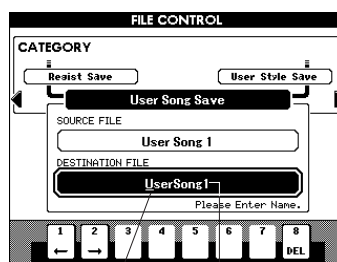 FILE CONTROL
CATEGORY
Regist Save
User Style Save
User Song Save
SOURCE FILE
User Song 1
DESTINATION FILE
UserSong1
Please Enter Name.
1 2 3 4 5 6 7 8
← → DEL